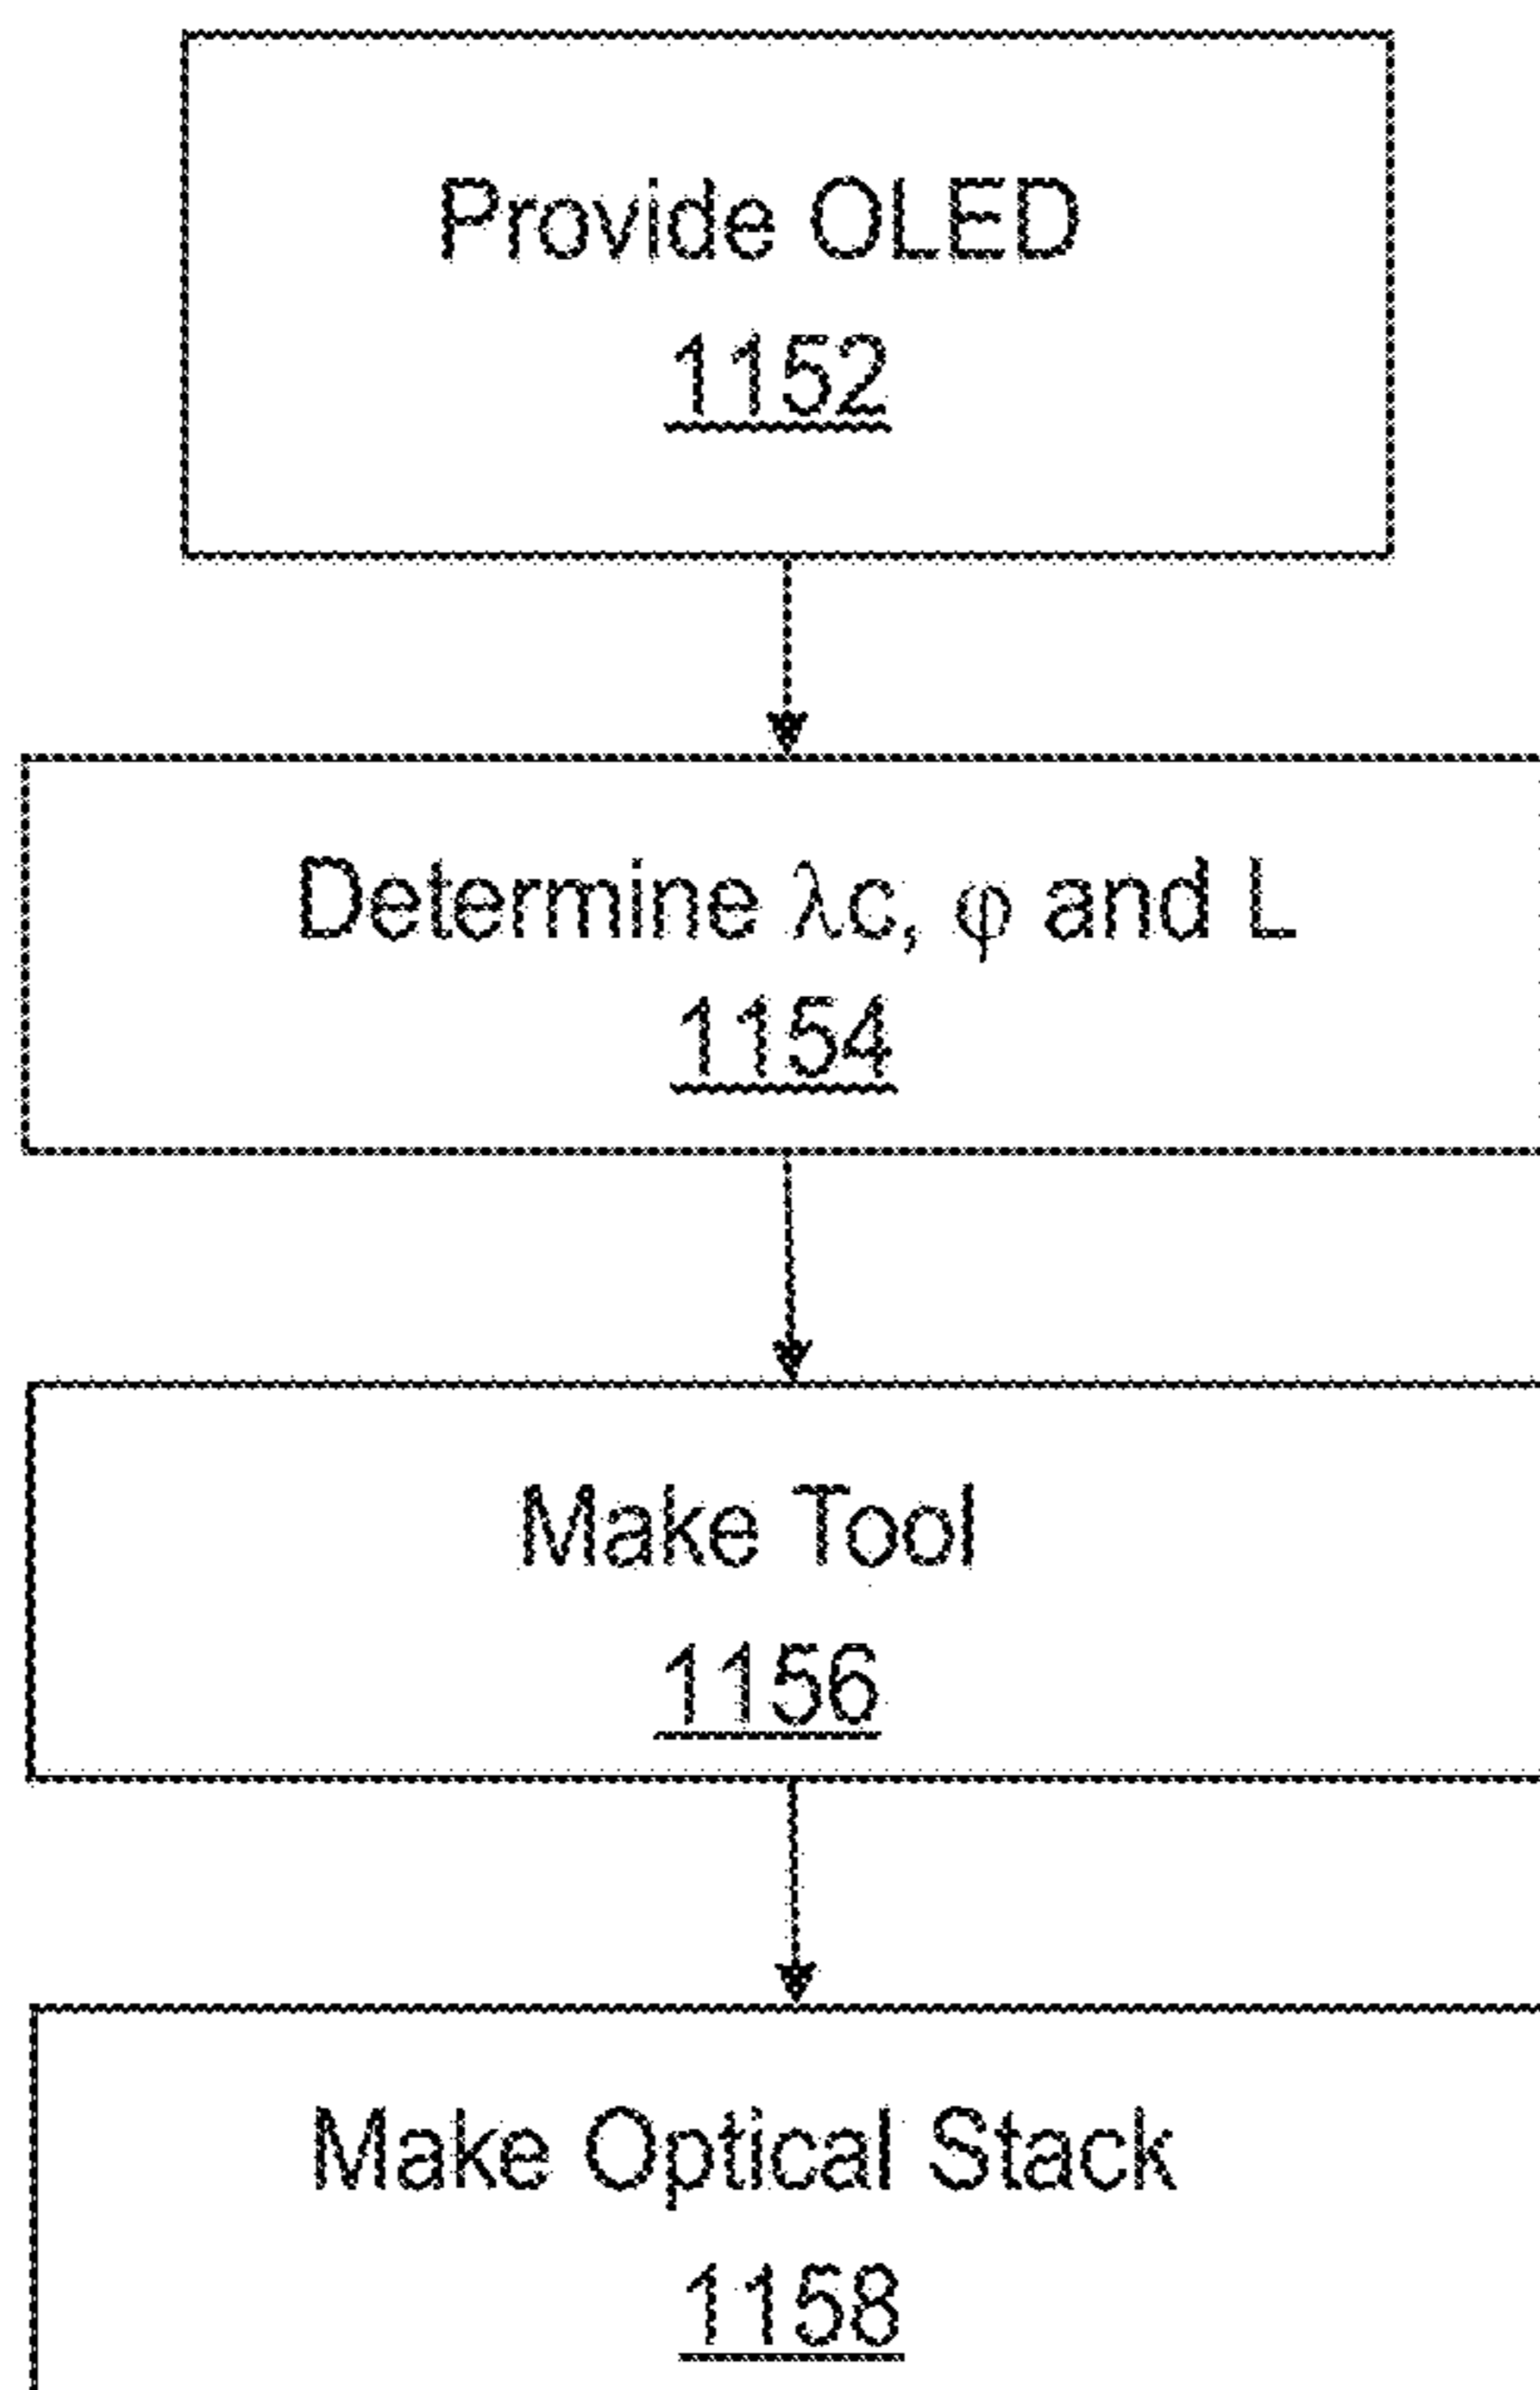 Provide OLED
1152
Determine λc, φ and L
1154
Make Tool
1156
Make Optical Stack
1158